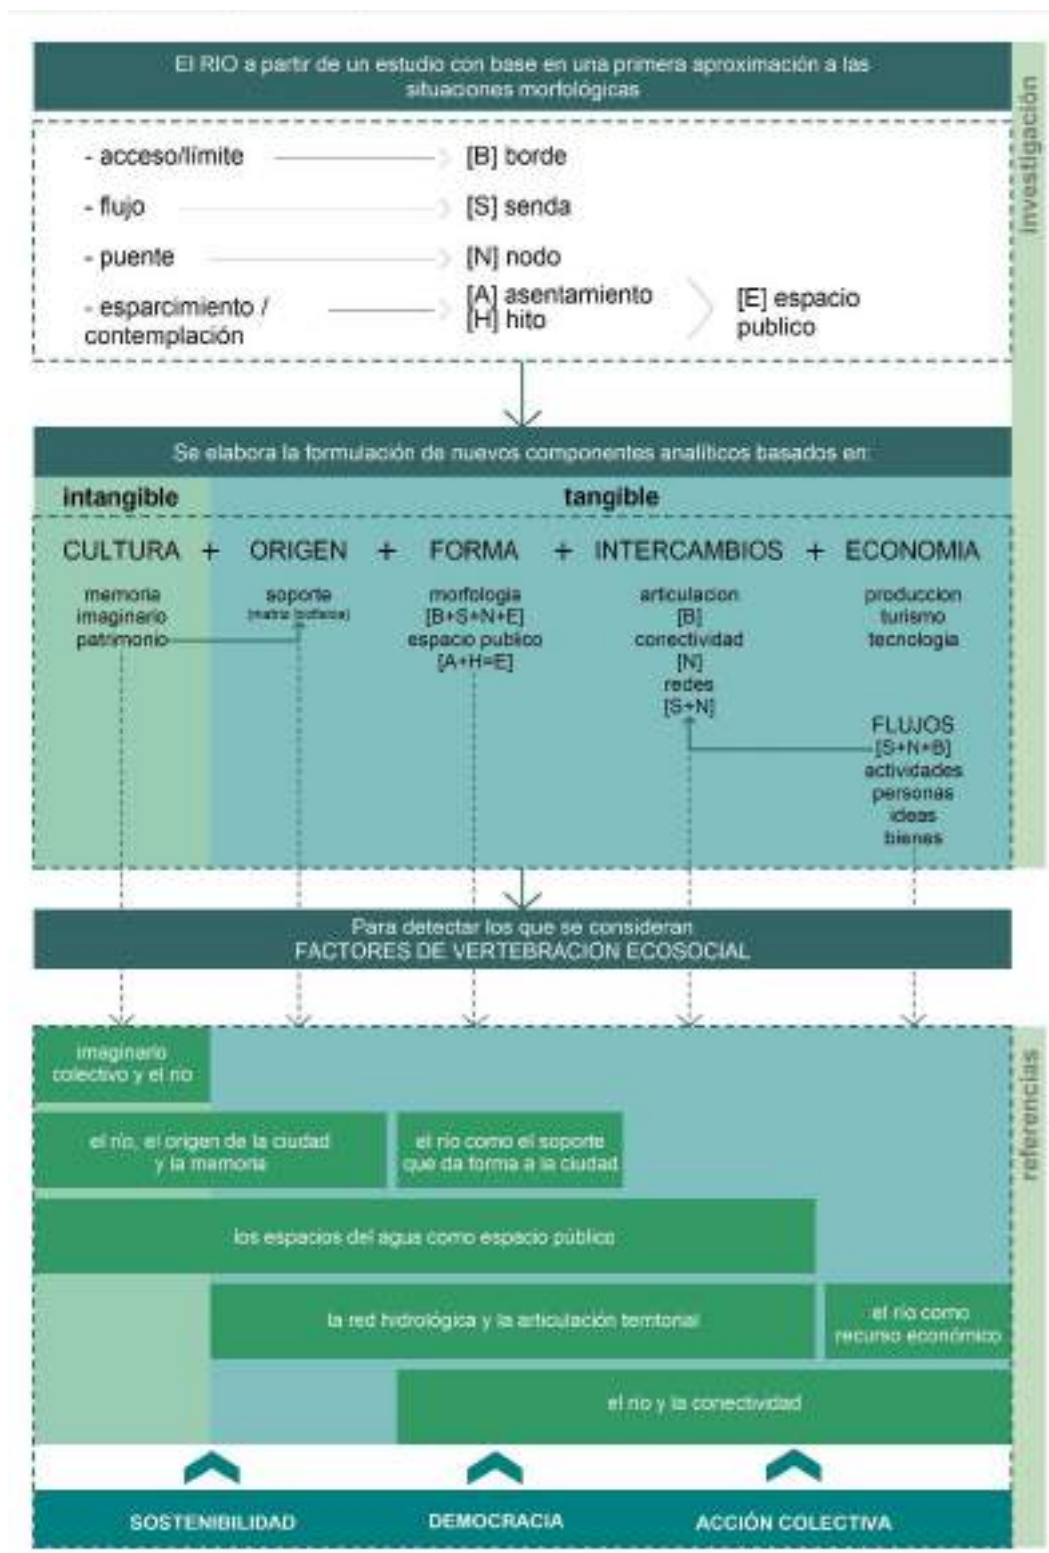 El RIO a partir de un estudio con base en una primera aproximación a las
situaciones morfológicas
investigación
- acceso/límite
[B] borde
- flujo
[S] senda
- puente
[N] nodo
- esparcimiento /
contemplación
[A] asentamiento
[H] hito
[E] espacio
publico
Se elabora la formulación de nuevos componentes analíticos basados en:
intangible
tangible
CULTURA + ORIGEN + FORMA + INTERCAMBIOS + ECONOMIA
memoria
imaginario
patrimonio
soporte
(matriz biofisica)
morfologia
[B+S+N+E]
espacio publico
[A+H=E]
articulacion
[B]
conectividad
[N]
redes
[S+N]
produccion
turismo
tecnologia
FLUJOS
[S+N+B]
actividades
personas
ideas
bienes
Para detectar los que se consideran
FACTORES DE VERTEBRACION ECOSOCIAL
referencias
imaginario
colectivo y el rio
el río, el origen de la ciudad
y la memoria
el río como el soporte
que da forma a la ciudad
los espacios del agua como espacio público
la red hidrológica y la articulación territorial
el río como
recurso económico
el rio y la conectividad
SOSTENIBILIDAD
DEMOCRACIA
ACCIÓN COLECTIVA